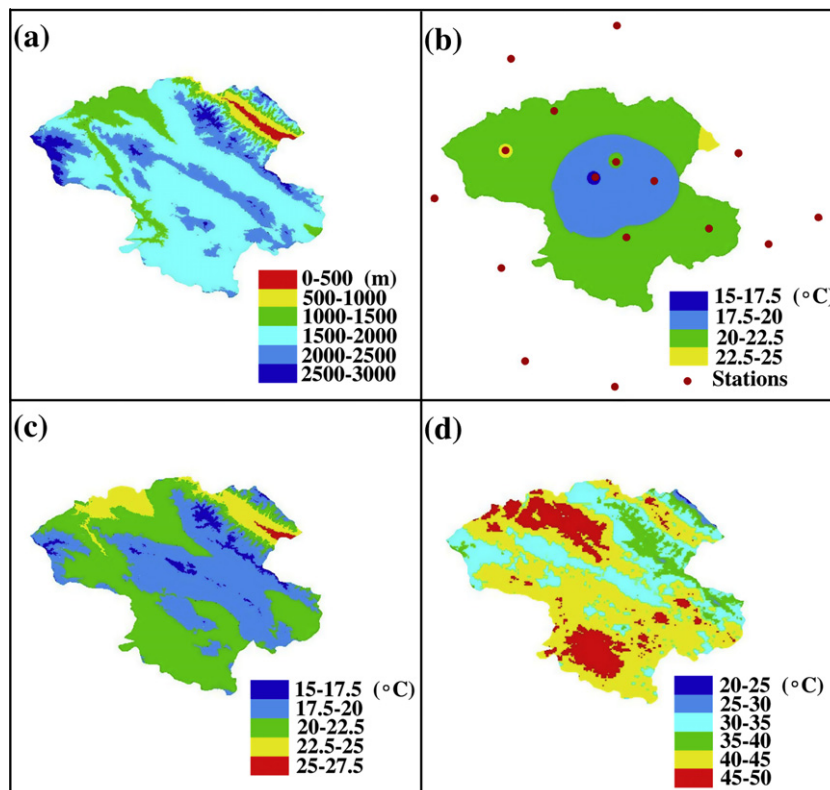 (a)
0-500 (m)
500-1000
1000-1500
1500-2000
2000-2500
2500-3000
(b)
15-17.5 (°C)
17.5-20
20-22.5
22.5-25
Stations
(c)
15-17.5 (°C)
17.5-20
20-22.5
22.5-25
25-27.5
(d)
20-25 (°C)
25-30
30-35
35-40
40-45
45-50